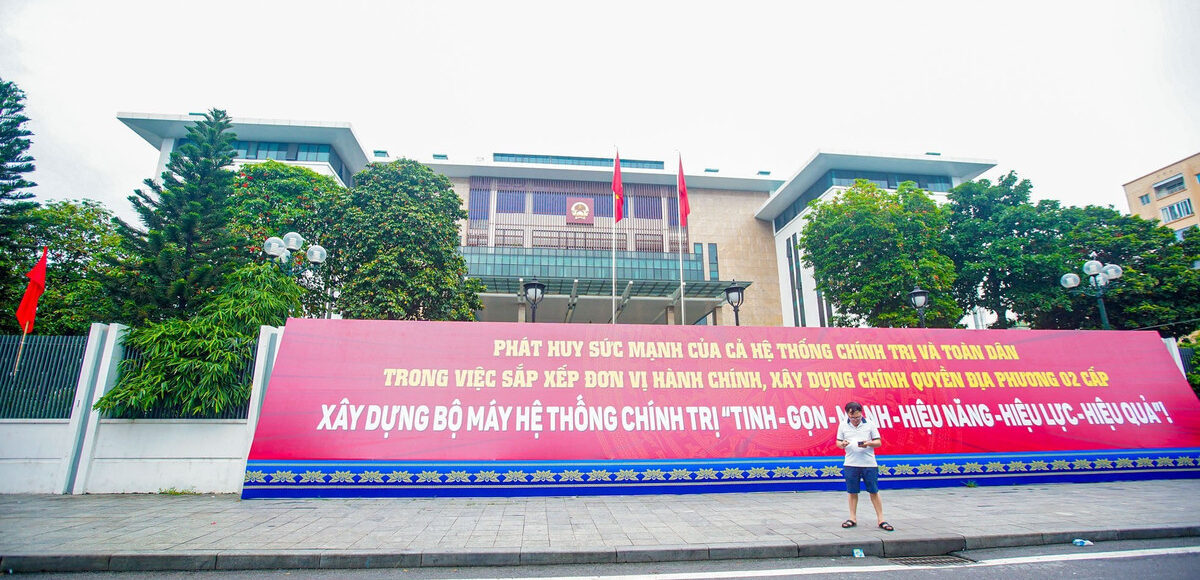 PHÁT HUY SỨC MẠNH CỦA CẢ HỆ THỐNG CHÍNH TRỊ VÀ TOÀN DÂN
TRONG VIỆC SẮP XẾP ĐƠN VỊ HÀNH CHÍNH, XÂY DỰNG CHÍNH QUYỀN ĐỊA PHƯƠNG 02 CẤP
XÂY DỰNG BỘ MÁY HỆ THỐNG CHÍNH TRỊ "TINH - GỌN - - HIỆU NĂNG - HIỆU LỰC - HIỆU QUẢ"!